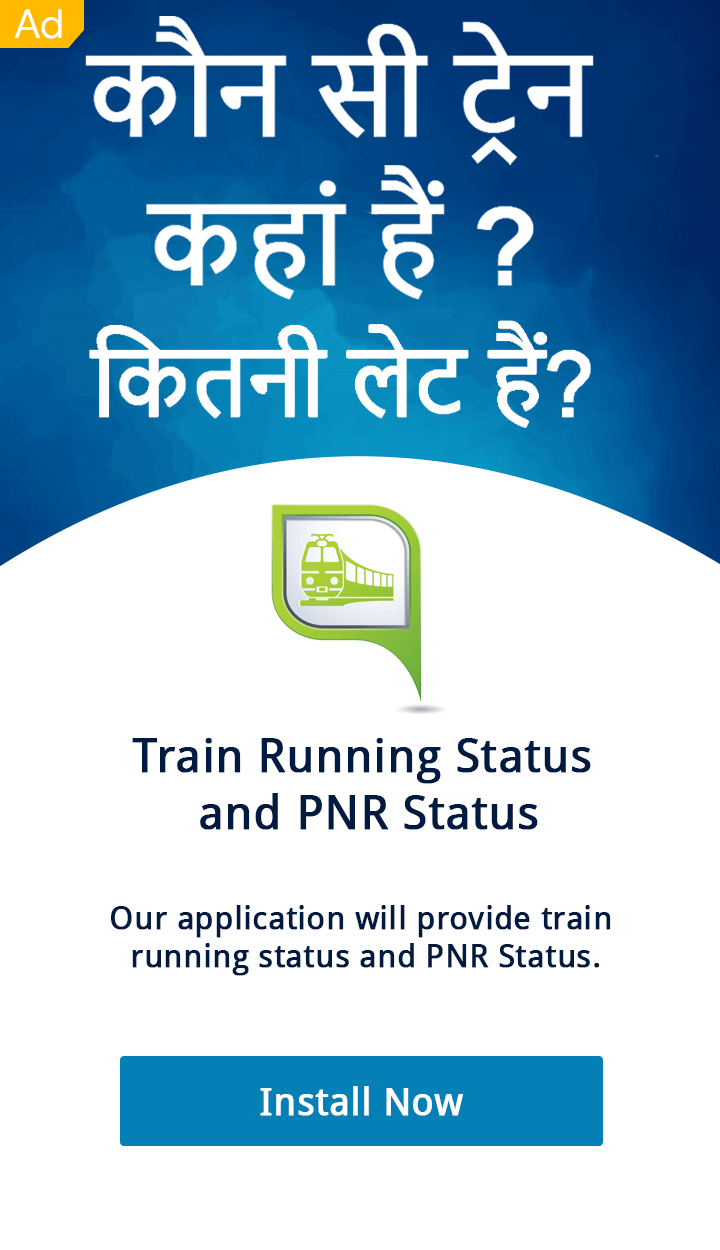 Ad
कौन सी ट्रेन
कहां हैं ?
कितनी लेट हैं?
Train Running Status
and PNR Status
Our application will provide train
running status and PNR Status.
Install Now